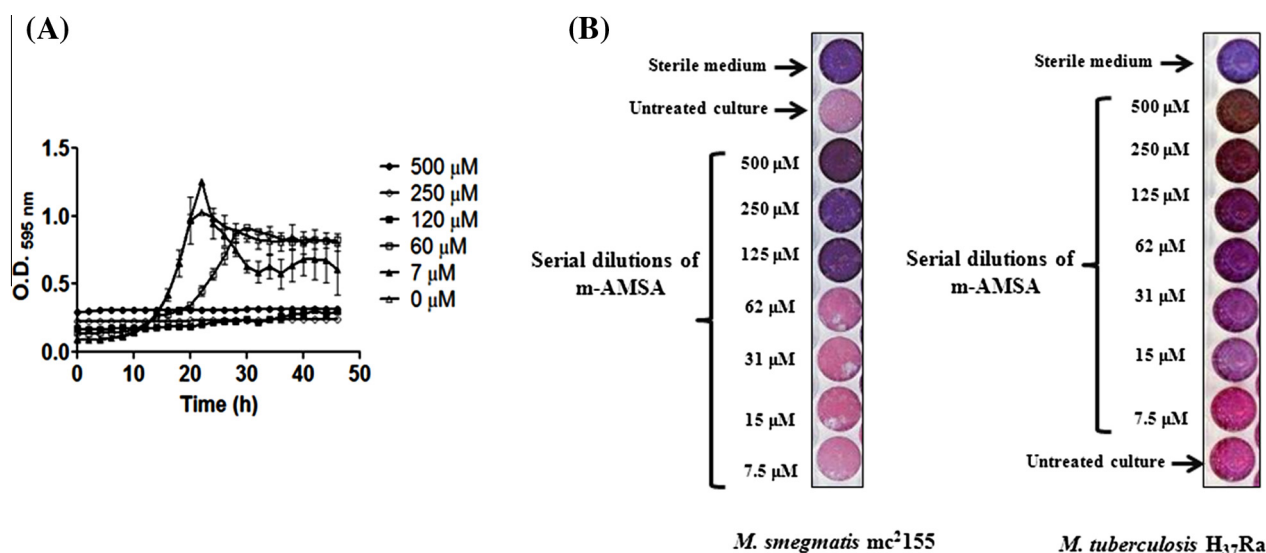 (A)
O.D. 595 nm
1.5
1.0
0.5
0.0
0 10 20 30 40 50
Time (h)
500 μM
250 μM
120 μM
60 μM
7 μM
0 μM
(B)
Sterile medium
Untreated culture
Serial dilutions of
m-AMSA
500 μM
250 μM
125 μM
62 μM
31 μM
15 μM
7.5 μM
M. smegmatis mc²155
Sterile medium
Serial dilutions of
m-AMSA
500 μM
250 μM
125 μM
62 μM
31 μM
15 μM
7.5 μM
Untreated culture
M. tuberculosis H₃₇Ra